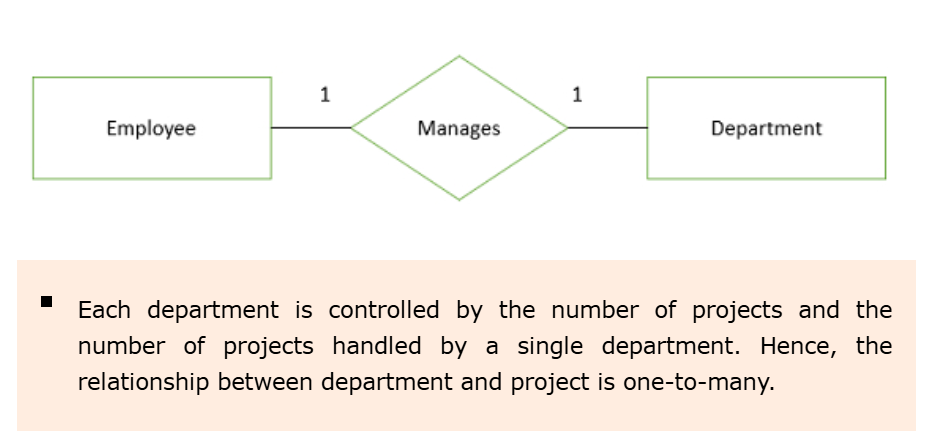 1 1
Employee Manages Department
▪ Each department is controlled by the number of projects and the
number of projects handled by a single department. Hence, the
relationship between department and project is one-to-many.